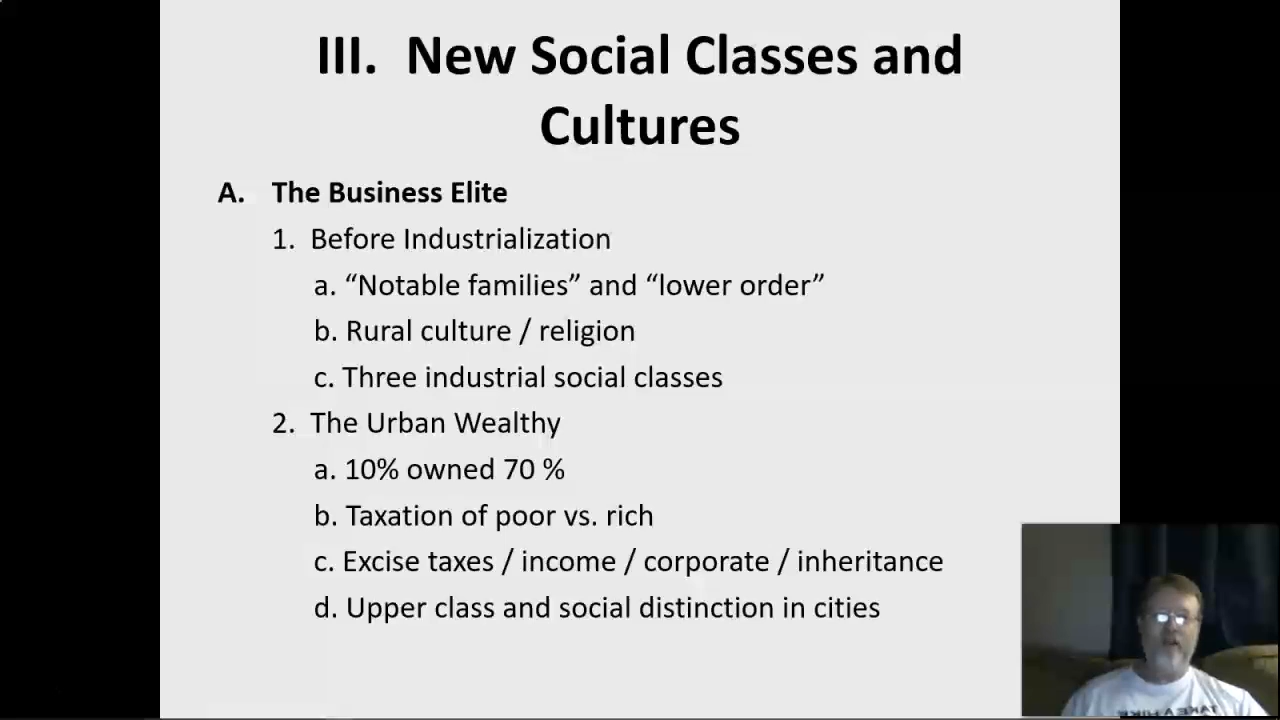 III. New Social Classes and
Cultures
A. The Business Elite
1. Before Industrialization
a. “Notable families” and “lower order”
b. Rural culture / religion
c. Three industrial social classes
2. The Urban Wealthy
a. 10% owned 70 %
b. Taxation of poor vs. rich
c. Excise taxes / income / corporate / inheritance
d. Upper class and social distinction in cities
TAKE A HIKE